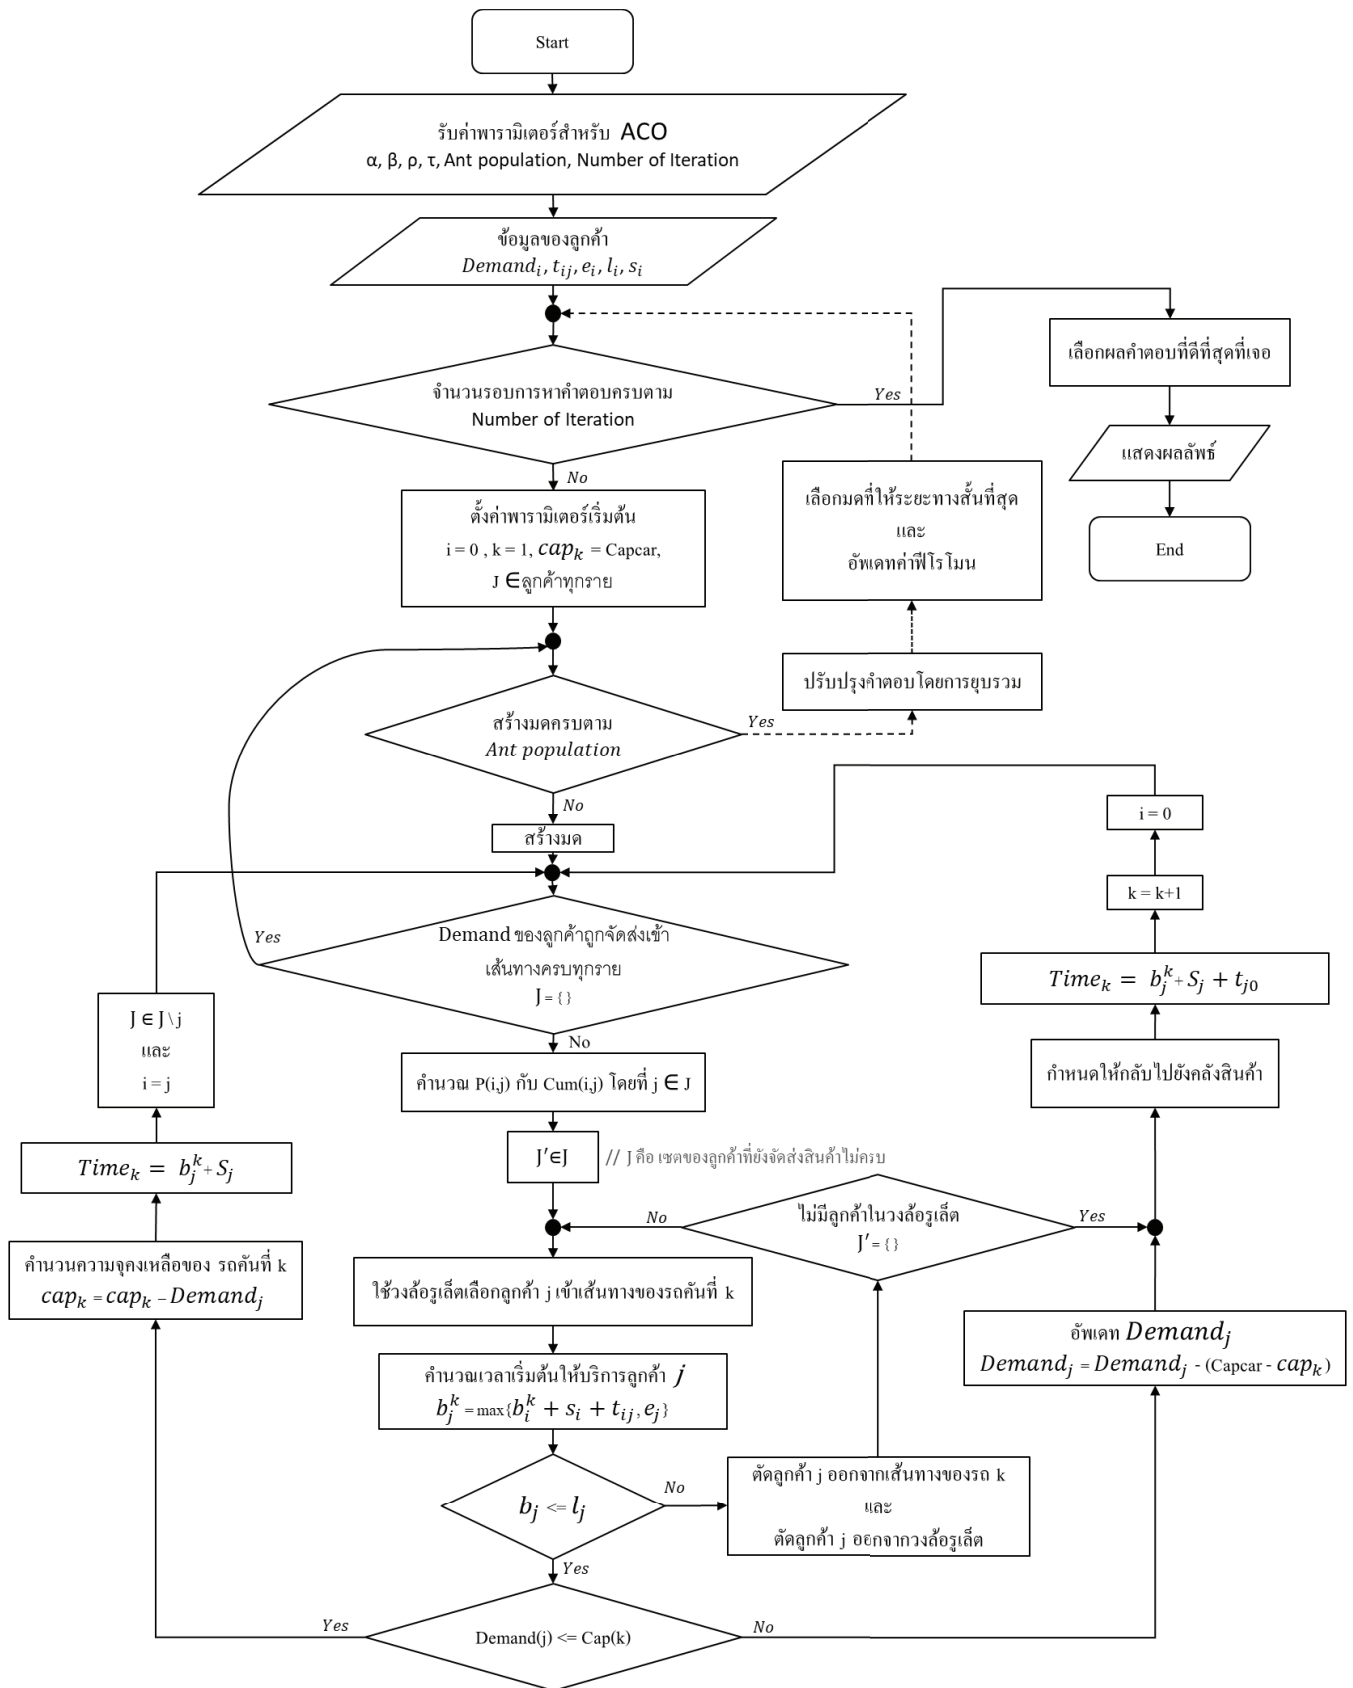 Start
รับค่าพารามิเตอร์สำหรับ ACO
α, β, ρ, τ, Ant population, Number of Iteration
ข้อมูลของลูกค้า
Demand_i, t_ij, e_i, l_i, s_i
จำนวนรอบการหาคำตอบครบตาม
Number of Iteration
Yes
เลือกผลคำตอบที่ดีที่สุดที่เจอ
แสดงผลลัพธ์
End
No
ตั้งค่าพารามิเตอร์เริ่มต้น
i = 0 , k = 1, cap_k = Capcar,
J ∈ลูกค้าทุกราย
เลือกมดที่ให้ระยะทางสั้นที่สุด
และ
อัพเดทค่าฟีโรโมน
ปรับปรุงคำตอบโดยการยุบรวม
สร้างมดครบตาม
Ant population
Yes
No
สร้างมด
i = 0
k = k+1
Demand ของลูกค้าถูกจัดส่งเข้า
เส้นทางครบทุกราย
J = { }
Yes
No
Time_k = b_j^k + S_j + t_j0
กำหนดให้กลับไปยังคลังสินค้า
J ∈ J \ j
และ
i = j
คำนวณ P(i,j) กับ Cum(i,j) โดยที่ j ∈ J
J′∈J
// J คือ เซตของลูกค้าที่ยังจัดส่งสินค้าไม่ครบ
Time_k = b_j^k + S_j
ไม่มีลูกค้าในวงล้อรูเล็ต
J′ = { }
No
Yes
คำนวนความจุคงเหลือของ รถคันที่ k
cap_k = cap_k – Demand_j
ใช้วงล้อรูเล็ตเลือกลูกค้า j เข้าเส้นทางของรถคันที่ k
อัพเดท Demand_j
Demand_j = Demand_j - (Capcar - cap_k)
คำนวณเวลาเริ่มต้นให้บริการลูกค้า j
b_j^k = max{b_i^k + s_i + t_ij, e_j}
b_j <= l_j
No
Yes
ตัดลูกค้า j ออกจากเส้นทางของรถ k
และ
ตัดลูกค้า j ออกจากวงล้อรูเล็ต
Demand(j) <= Cap(k)
Yes
No